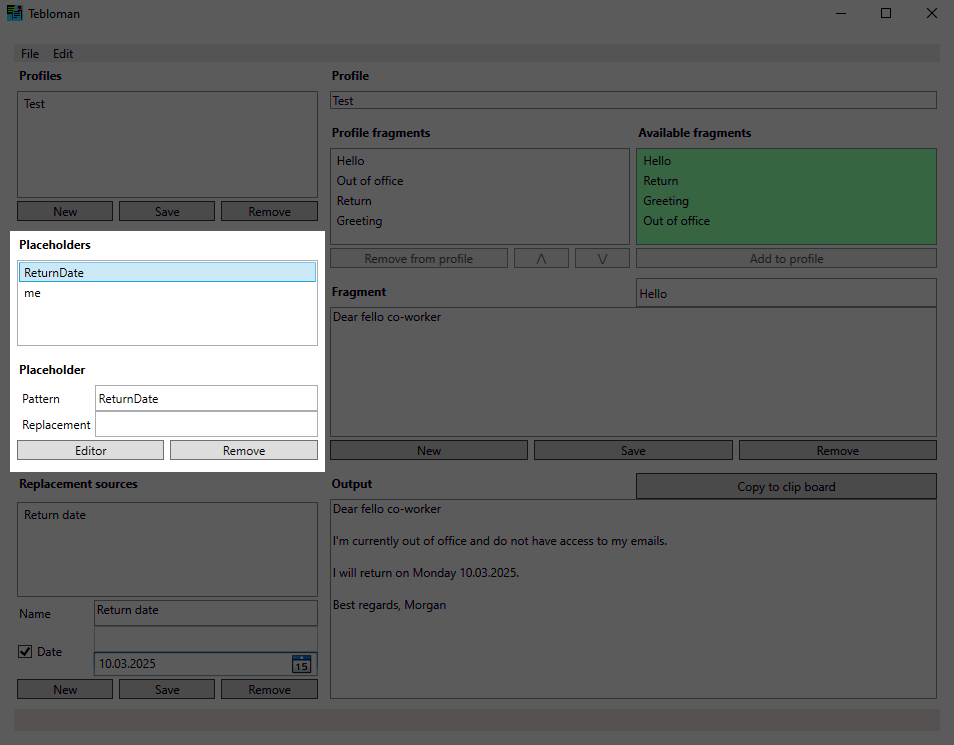 Tebloman
File Edit
Profiles
Test
New Save Remove
Placeholders
ReturnDate
me
Placeholder
Pattern ReturnDate
Replacement
Editor Remove
Replacement sources
Return date
Name Return date
Date
10.03.2025 15
New Save Remove
Profile
Test
Profile fragments
Hello
Out of office
Return
Greeting
Remove from profile
Available fragments
Hello
Return
Greeting
Out of office
Add to profile
Fragment Hello
Dear fello co-worker
New Save Remove
Output Copy to clip board
Dear fello co-worker
I'm currently out of office and do not have access to my emails.
I will return on Monday 10.03.2025.
Best regards, Morgan